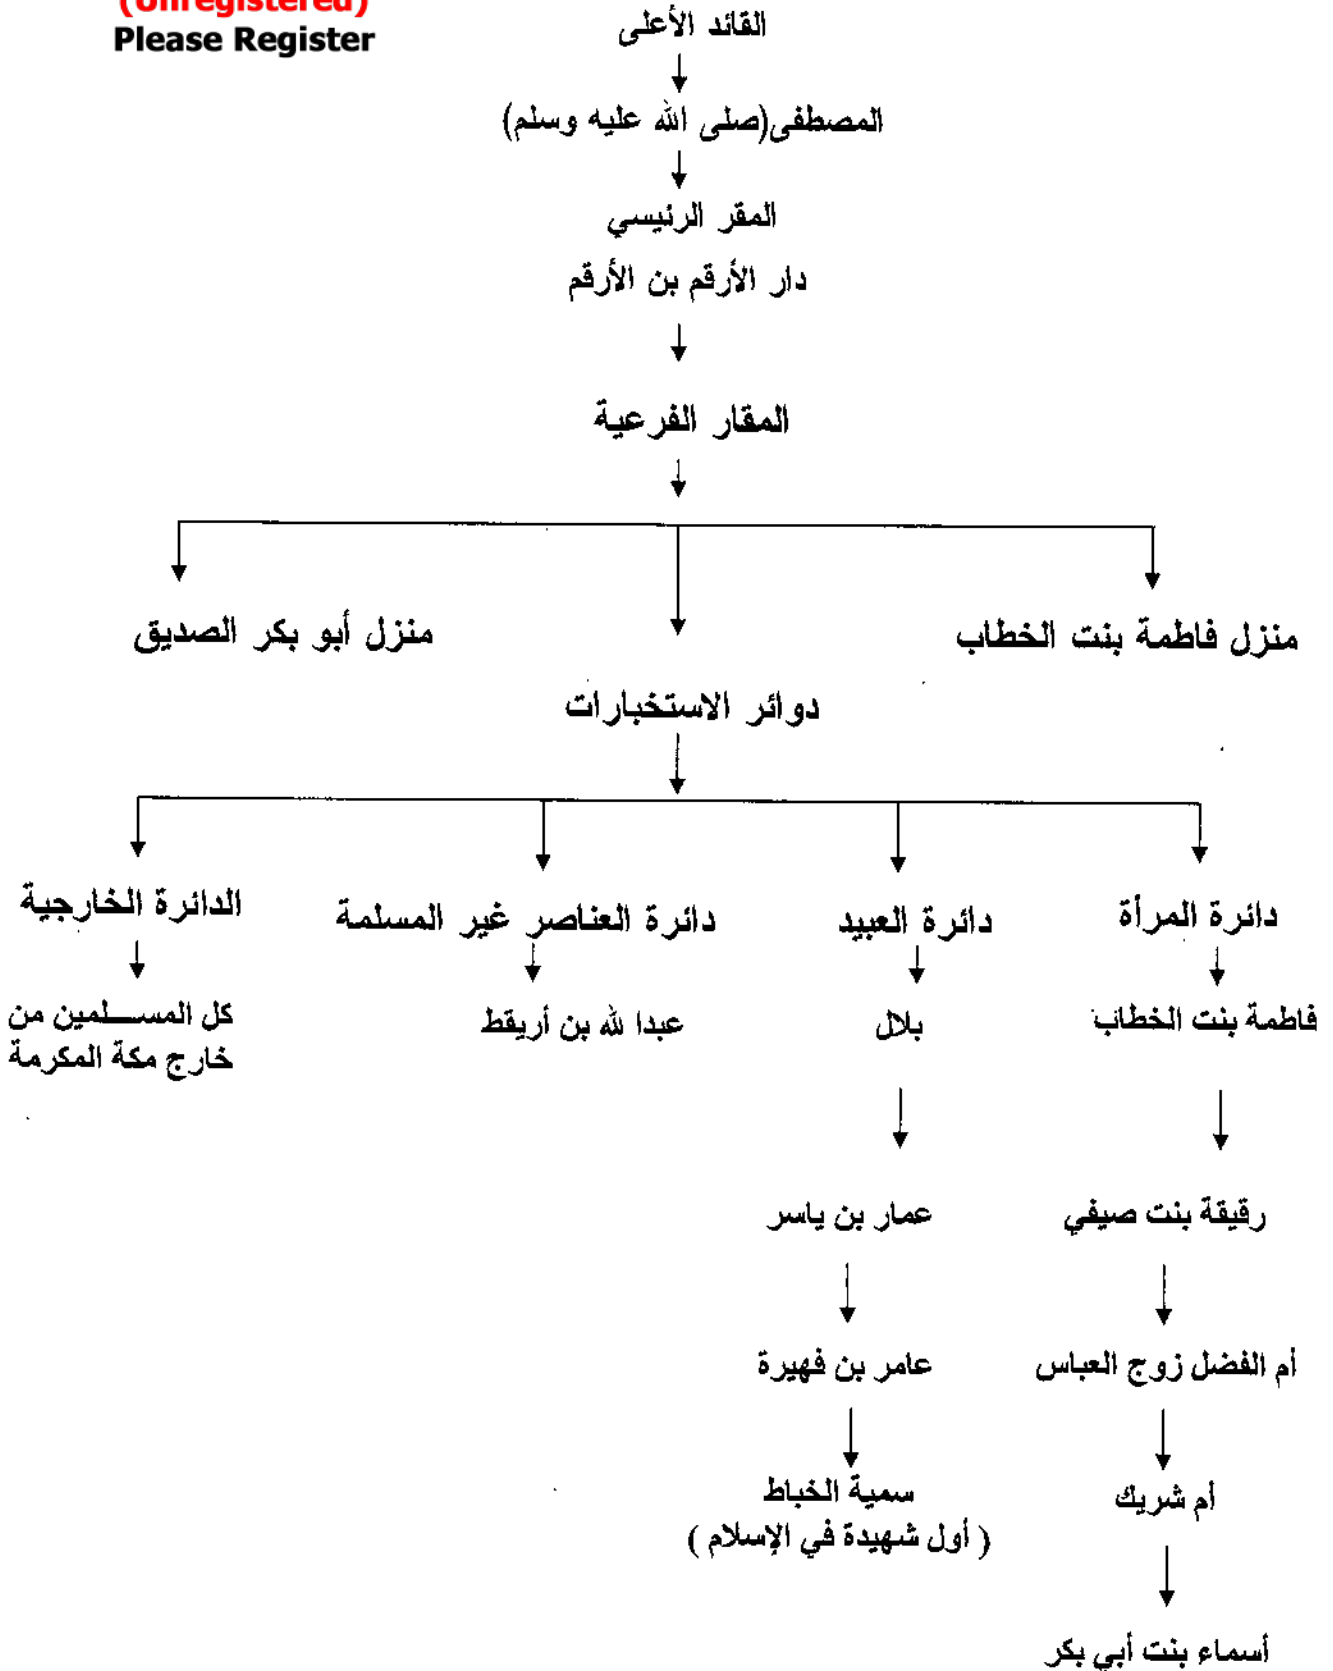 (Unregistered)
Please Register
القائد الأعلى
المصطفى(صلى الله عليه وسلم)
المقر الرئيسي
دار الأرقم بن الأرقم
المقار الفرعية
منزل فاطمة بنت الخطاب
منزل أبو بكر الصديق
دوائر الاستخبارات
دائرة المرأة
دائرة العبيد
دائرة العناصر غير المسلمة
الدائرة الخارجية
فاطمة بنت الخطاب
بلال
عبدا لله بن أريقط
كل المســلمين من
خارج مكة المكرمة
رقيقة بنت صيفي
عمار بن ياسر
أم الفضل زوج العباس
عامر بن فهيرة
أم شريك
سمية الخباط
( أول شهيدة في الإسلام )
أسماء بنت أبي بكر